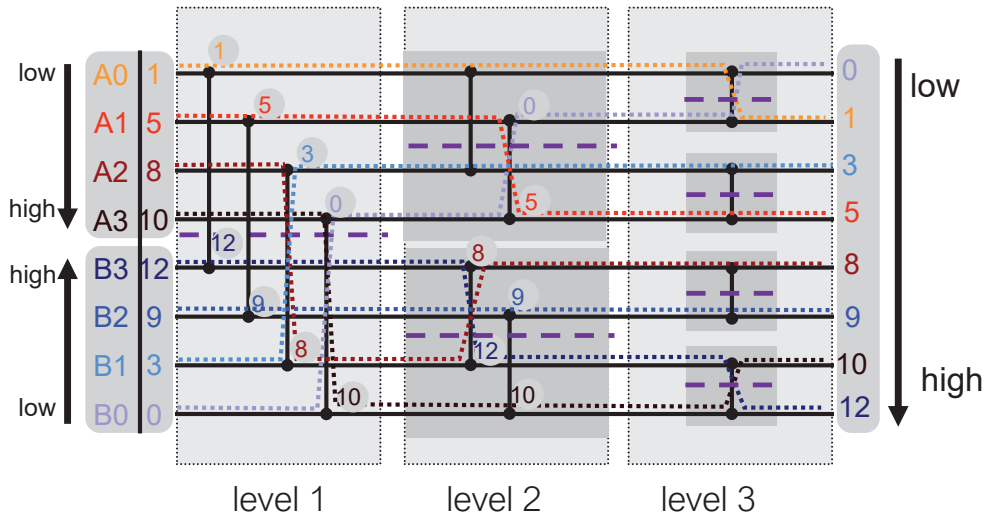 low A0 1 1 0
A1 5 5 0 1 low
A2 8 3 3
high A3 10 0 5 5
12 8
high B3 12 8
B2 9 9 9 9
B1 3 8 12 10
low B0 0 10 10 12 high
level 1 level 2 level 3